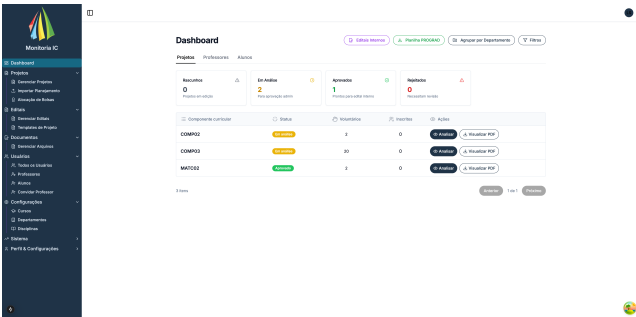 Monitoria IC
Dashboard
Projetos
Gerenciar Projetos
Importar Planejamento
Alocação de Bolsas
Editais
Gerenciar Editais
Templates de Projeto
Documentos
Gerenciar Arquivos
Usuários
Todos os Usuários
Professores
Alunos
Convidar Professor
Configurações
Cursos
Departamentos
Disciplinas
Sistema
Perfil & Configurações
Dashboard
Editais Internos
Planilha PROGRAD
Agrupar por Departamento
Filtros
Projetos Professores Alunos
Rascunhos
0
Projetos em edição
Em Análise
2
Para aprovação admin
Aprovados
1
Prontos para edital interno
Rejeitados
0
Necessitam revisão
Componente curricular Status Voluntários Inscritos Ações
COMP02 Em análise 2 0 Analisar Visualizar PDF
COMP03 Em análise 20 0 Analisar Visualizar PDF
MATC02 Aprovado 2 0 Analisar Visualizar PDF
3 itens
Anterior 1 de 1 Próximo